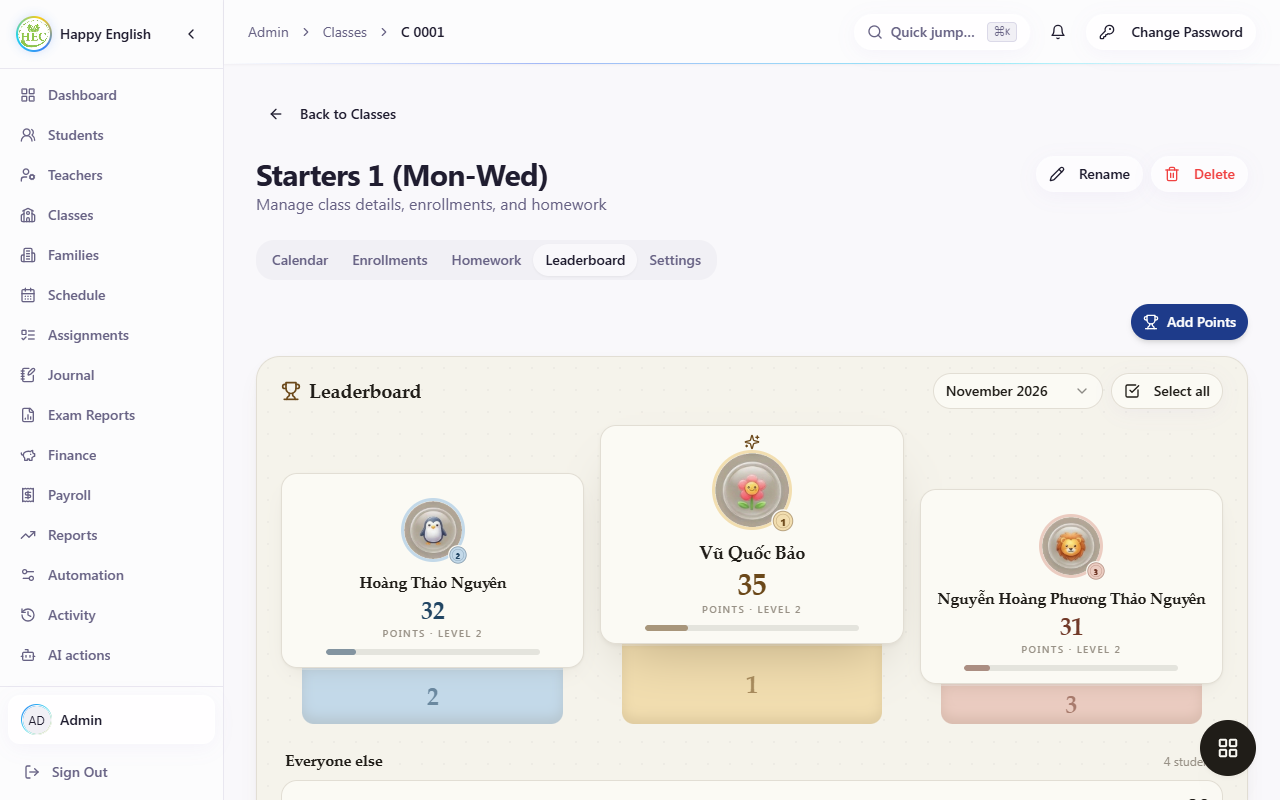 HEC
Happy English
Admin
Classes
C 0001
Quick jump...
⌘K
Change Password
Dashboard
Students
Teachers
Classes
Families
Schedule
Assignments
Journal
Exam Reports
Finance
Payroll
Reports
Automation
Activity
AI actions
AD
Admin
Sign Out
Back to Classes
Starters 1 (Mon-Wed)
Manage class details, enrollments, and homework
Rename
Delete
Calendar
Enrollments
Homework
Leaderboard
Settings
Add Points
Leaderboard
November 2026
Select all
2
Hoàng Thảo Nguyên
32
POINTS · LEVEL 2
2
1
Vũ Quốc Bảo
35
POINTS · LEVEL 2
1
3
Nguyễn Hoàng Phương Thảo Nguyên
31
POINTS · LEVEL 2
3
Everyone else
4